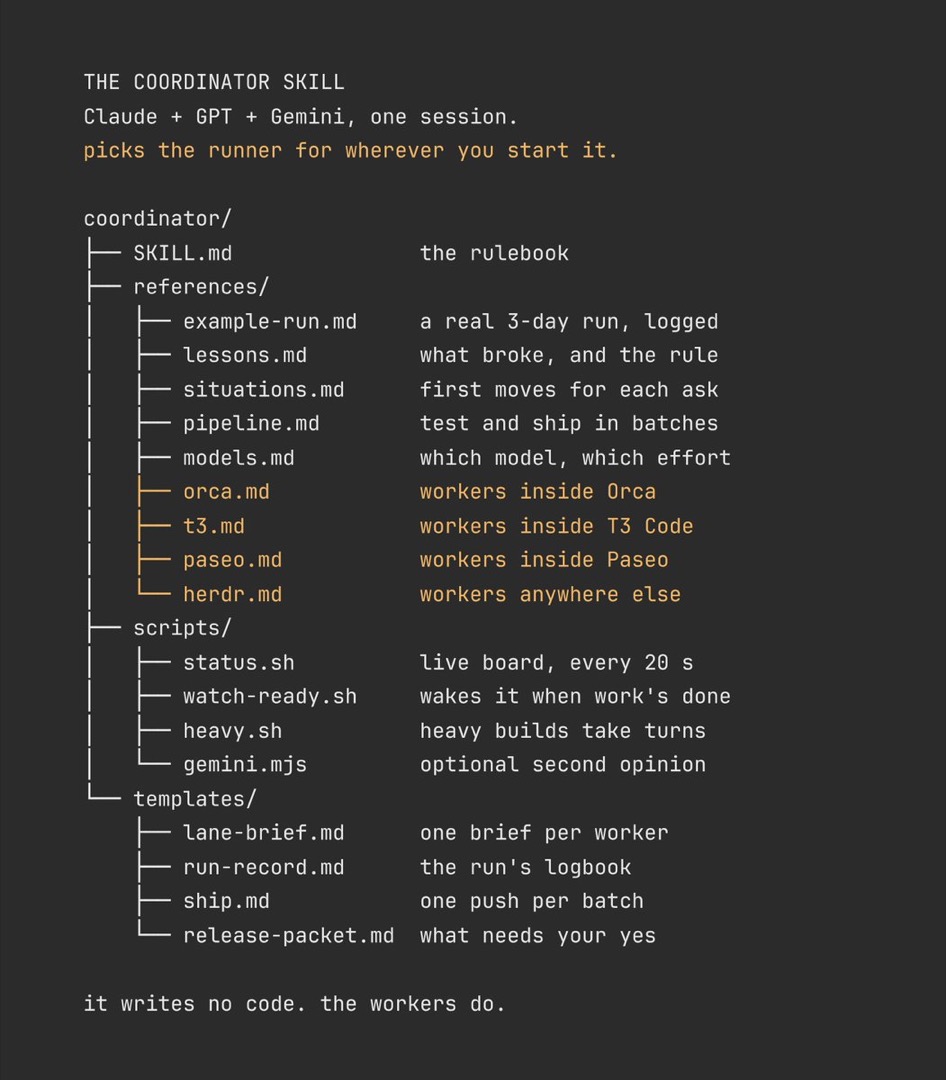 THE COORDINATOR SKILL
Claude + GPT + Gemini, one session.
picks the runner for wherever you start it.
coordinator/
├── SKILL.md               the rulebook
├── references/
│   ├── example-run.md     a real 3-day run, logged
│   ├── lessons.md         what broke, and the rule
│   ├── situations.md      first moves for each ask
│   ├── pipeline.md        test and ship in batches
│   ├── models.md          which model, which effort
│   ├── orca.md            workers inside Orca
│   ├── t3.md              workers inside T3 Code
│   ├── paseo.md           workers inside Paseo
│   └── herdr.md           workers anywhere else
├── scripts/
│   ├── status.sh          live board, every 20 s
│   ├── watch-ready.sh     wakes it when work's done
│   ├── heavy.sh           heavy builds take turns
│   └── gemini.mjs         optional second opinion
└── templates/
    ├── lane-brief.md      one brief per worker
    ├── run-record.md      the run's logbook
    ├── ship.md            one push per batch
    └── release-packet.md  what needs your yes
it writes no code. the workers do.